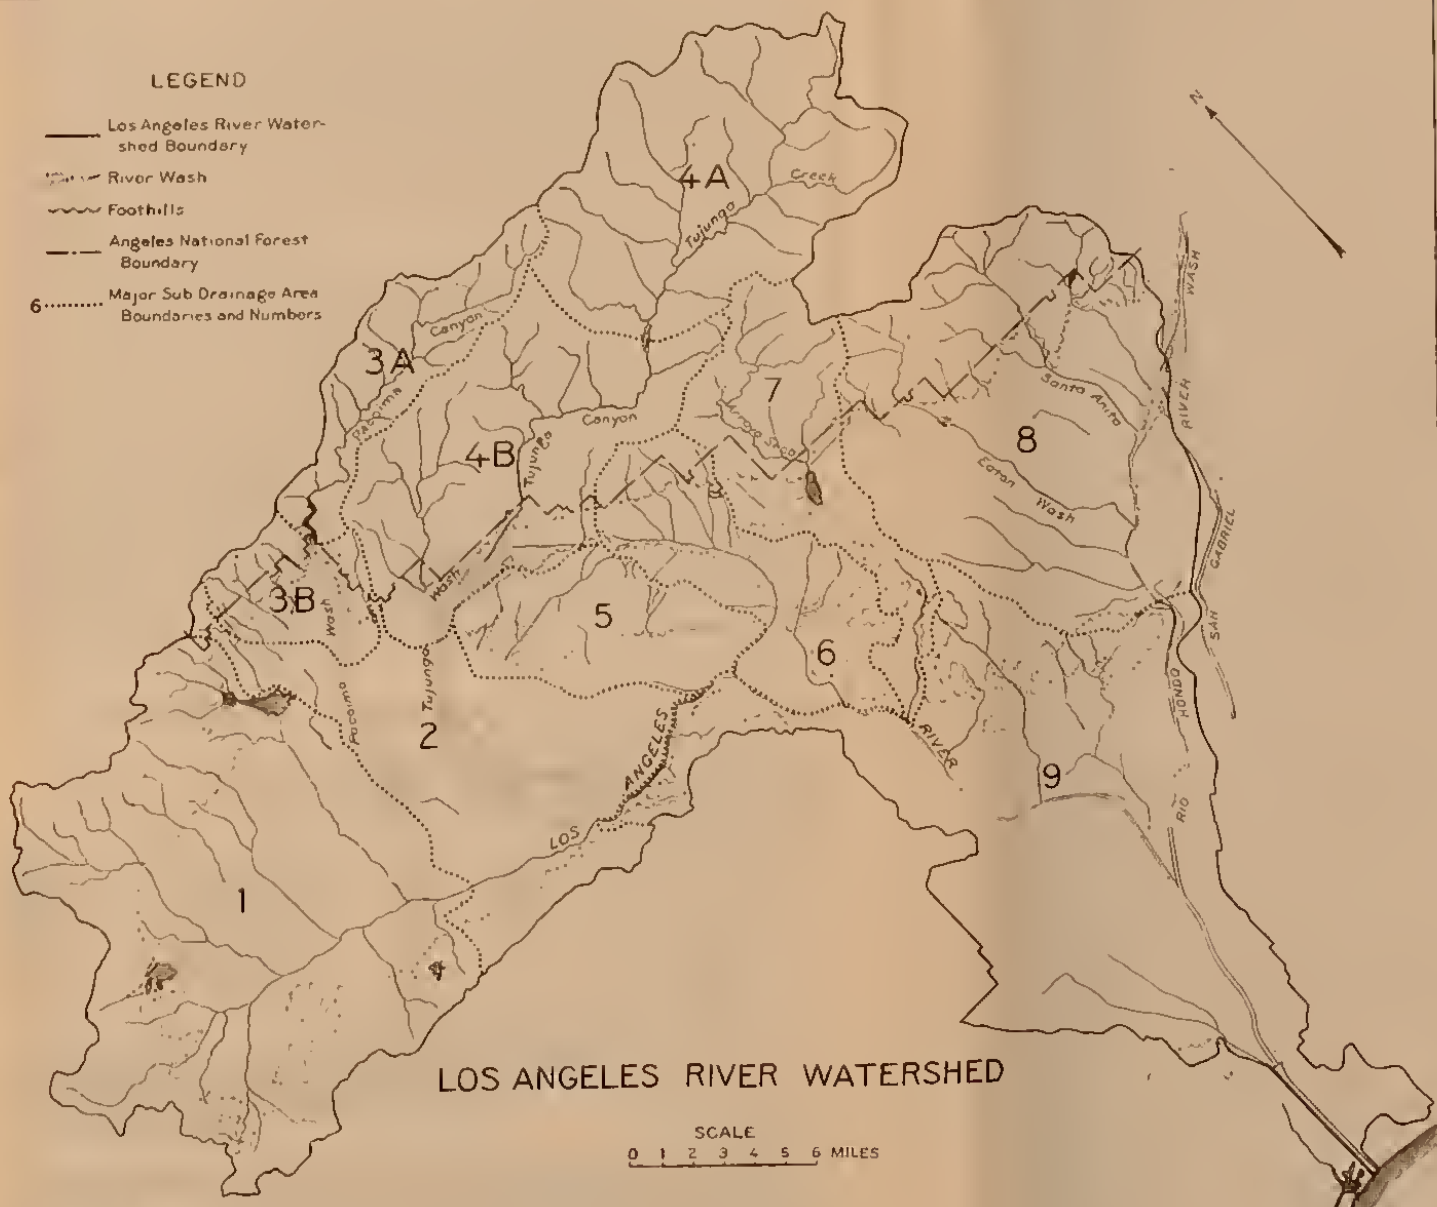 LEGEND
Los Angeles River Water-
shed Boundary
River Wash
Foothills
Angeles National Forest
Boundary
6 Major Sub Drainage Area
Boundaries and Numbers
N
4A
Creek
Tujunga
WASH
Canyon
3A
Pacoima
7
Santa Anita
RIVER
Canyon
Arroyo Seco
8
4B
Tujunga
Eaton Wash
GABRIEL
Wash
3B
Wash
5
SAN
6
Tujunga
Pacoima
2
HONDO
ANGELES
RIVER
9
RIO
LOS
1
LOS ANGELES RIVER WATERSHED
SCALE
0 1 2 3 4 5 6 MILES